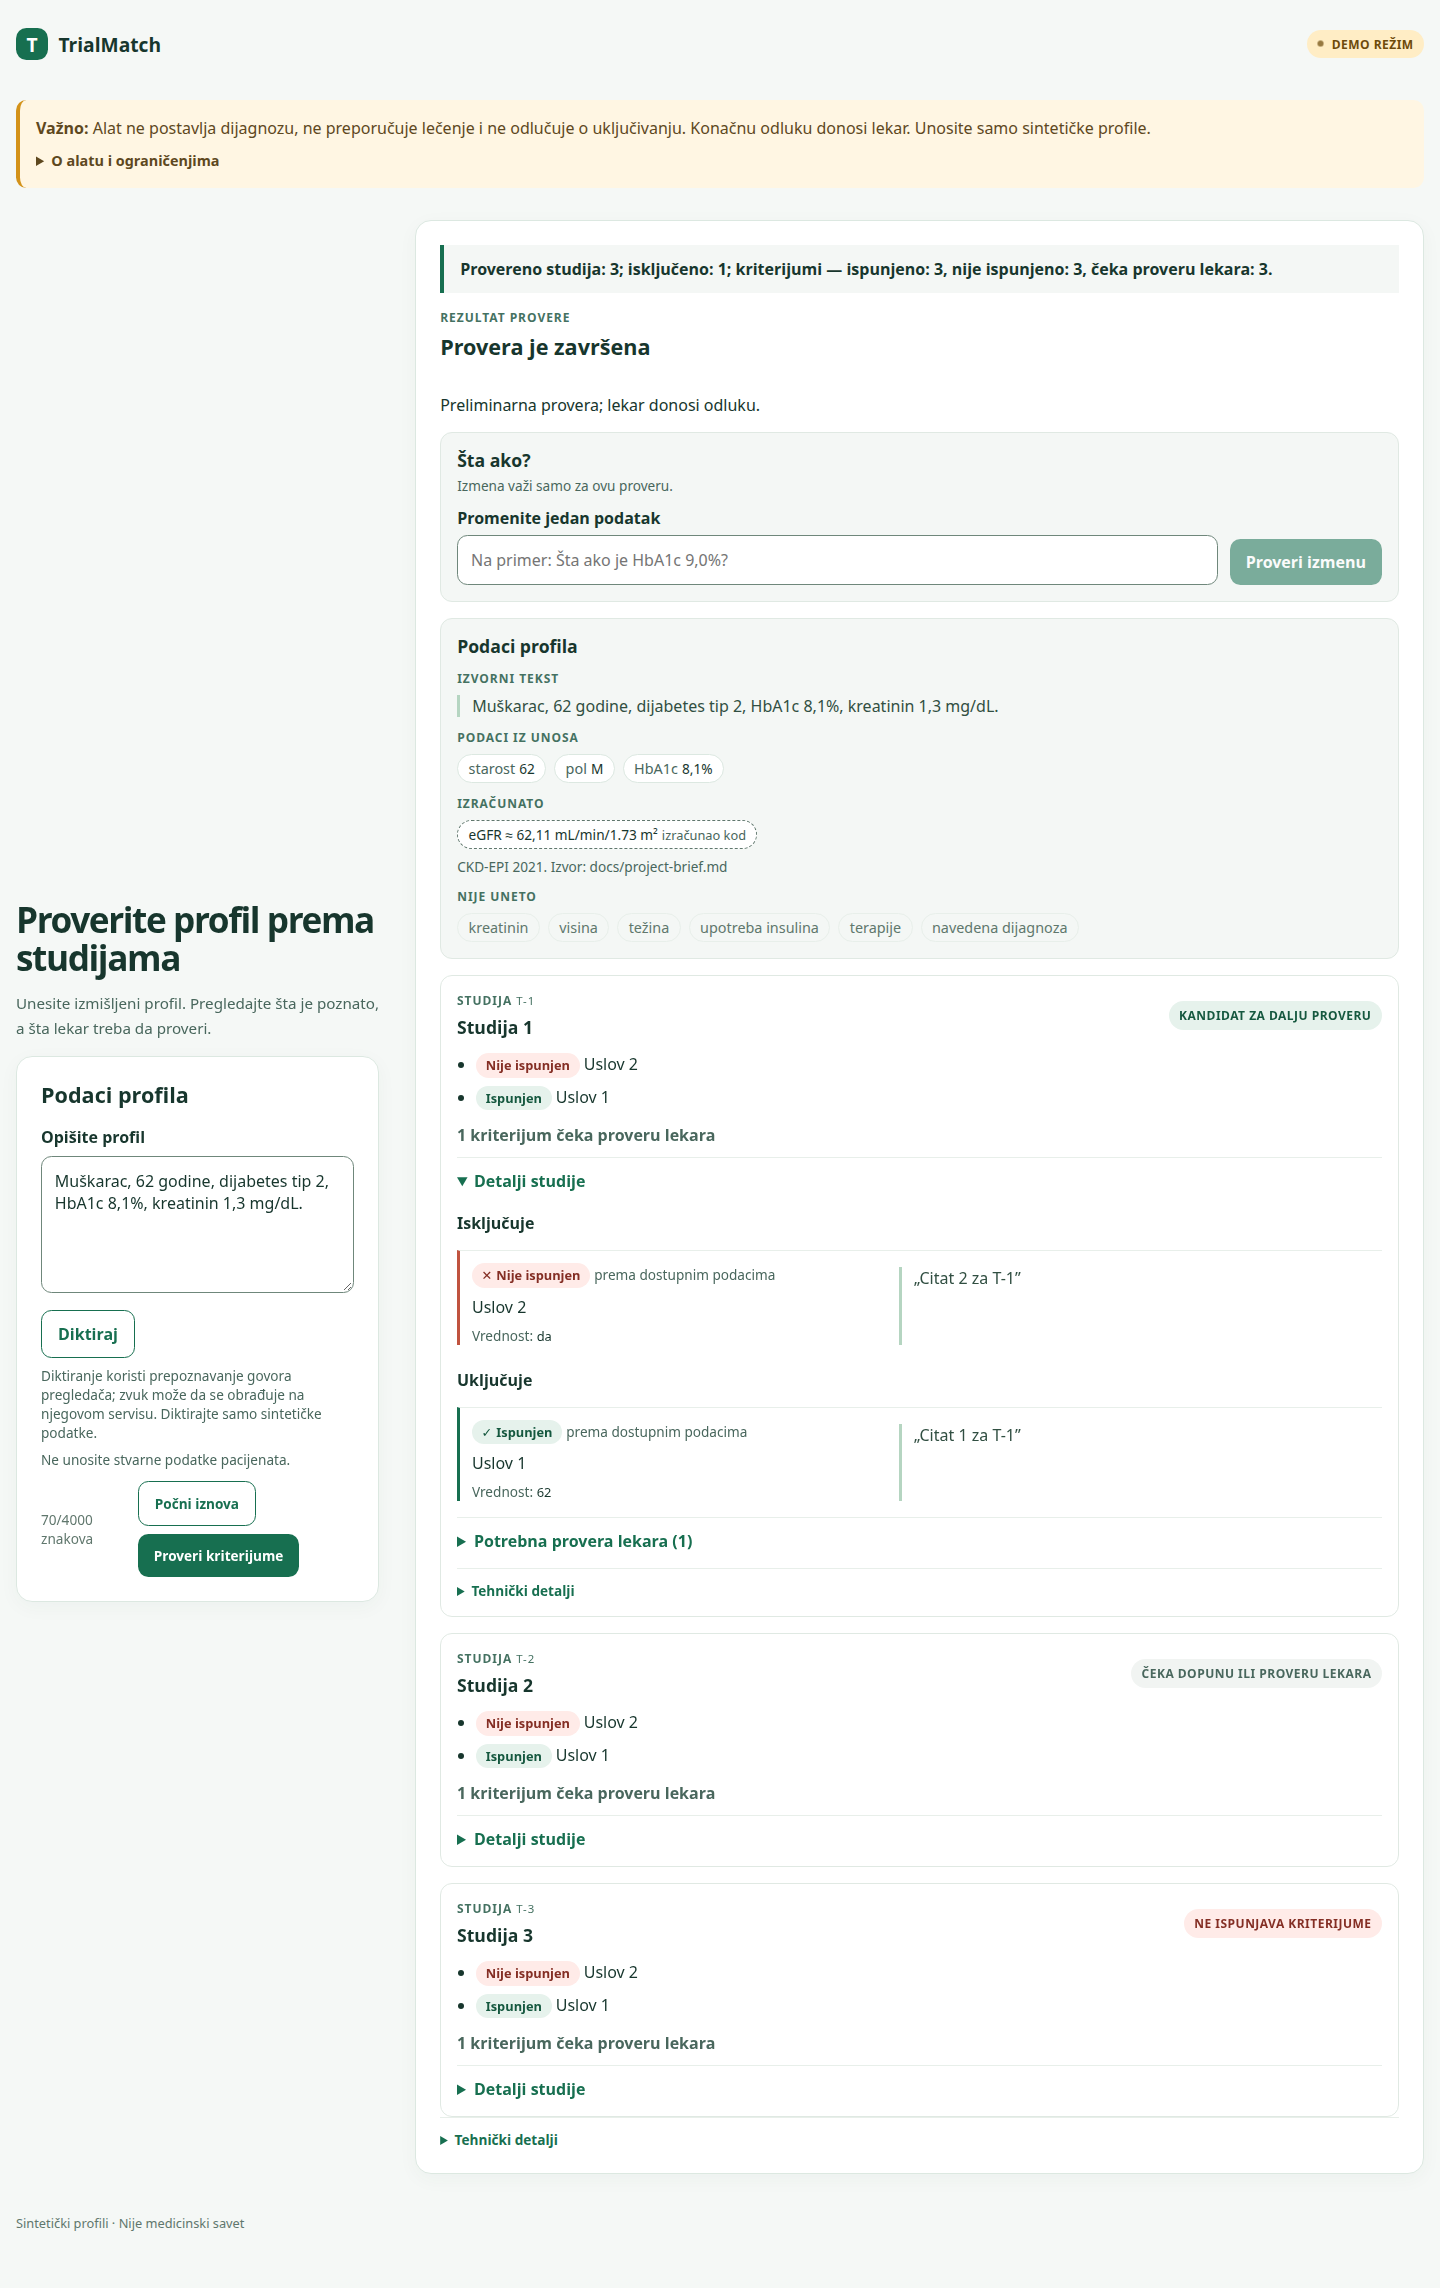 T TrialMatch
DEMO REŽIM
Važno: Alat ne postavlja dijagnozu, ne preporučuje lečenje i ne odlučuje o uključivanju. Konačnu odluku donosi lekar. Unosite samo sintetičke profile.
O alatu i ograničenjima
Proverite profil prema
studijama
Unesite izmišljeni profil. Pregledajte šta je poznato,
a šta lekar treba da proveri.
Podaci profila
Opišite profil
Muškarac, 62 godine, dijabetes tip 2,
HbA1c 8,1%, kreatinin 1,3 mg/dL.
Diktiraj
Diktiranje koristi prepoznavanje govora
pregledača; zvuk može da se obrađuje na
njegovom servisu. Diktirajte samo sintetičke
podatke.
Ne unosite stvarne podatke pacijenata.
70/4000
znakova
Počni iznova
Proveri kriterijume
Provereno studija: 3; isključeno: 1; kriterijumi — ispunjeno: 3, nije ispunjeno: 3, čeka proveru lekara: 3.
REZULTAT PROVERE
Provera je završena
Preliminarna provera; lekar donosi odluku.
Šta ako?
Izmena važi samo za ovu proveru.
Promenite jedan podatak
Na primer: Šta ako je HbA1c 9,0%?
Proveri izmenu
Podaci profila
IZVORNI TEKST
Muškarac, 62 godine, dijabetes tip 2, HbA1c 8,1%, kreatinin 1,3 mg/dL.
PODACI IZ UNOSA
starost 62 pol M HbA1c 8,1%
IZRAČUNATO
eGFR ≈ 62,11 mL/min/1.73 m² izračunao kod
CKD-EPI 2021. Izvor: docs/project-brief.md
NIJE UNETO
kreatinin visina težina upotreba insulina terapije navedena dijagnoza
STUDIJA T-1
Studija 1
KANDIDAT ZA DALJU PROVERU
Nije ispunjen Uslov 2
Ispunjen Uslov 1
1 kriterijum čeka proveru lekara
Detalji studije
Isključuje
✕ Nije ispunjen prema dostupnim podacima
Uslov 2
Vrednost: da
„Citat 2 za T-1”
Uključuje
✓ Ispunjen prema dostupnim podacima
Uslov 1
Vrednost: 62
„Citat 1 za T-1”
Potrebna provera lekara (1)
Tehnički detalji
STUDIJA T-2
Studija 2
ČEKA DOPUNU ILI PROVERU LEKARA
Nije ispunjen Uslov 2
Ispunjen Uslov 1
1 kriterijum čeka proveru lekara
Detalji studije
STUDIJA T-3
Studija 3
NE ISPUNJAVA KRITERIJUME
Nije ispunjen Uslov 2
Ispunjen Uslov 1
1 kriterijum čeka proveru lekara
Detalji studije
Tehnički detalji
Sintetički profili · Nije medicinski savet